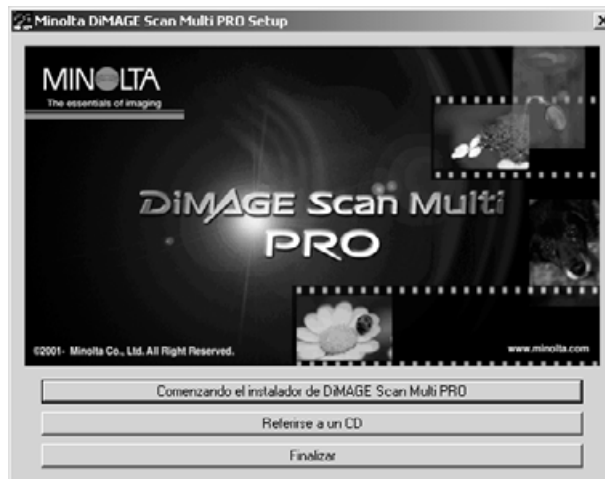 Minolta DiMAGE Scan Multi PRO Setup
MINOLTA
The essentials of imaging
DiMAGE Scan Multi
PRO
©2001- Minolta Co., Ltd. All Right Reserved.
www.minolta.com
Comenzando el instalador de DiMAGE Scan Multi PRO
Referirse a un CD
Finalizar